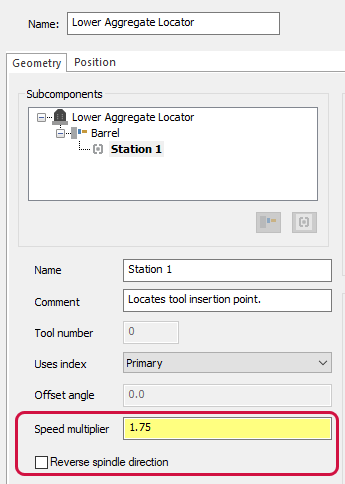 Name: Lower Aggregate Locator
Geometry Position
Subcomponents
Lower Aggregate Locator
Barrel
Station 1
Name Station 1
Comment Locates tool insertion point.
Tool number 0
Uses index Primary
Offset angle 0.0
Speed multiplier 1.75
Reverse spindle direction